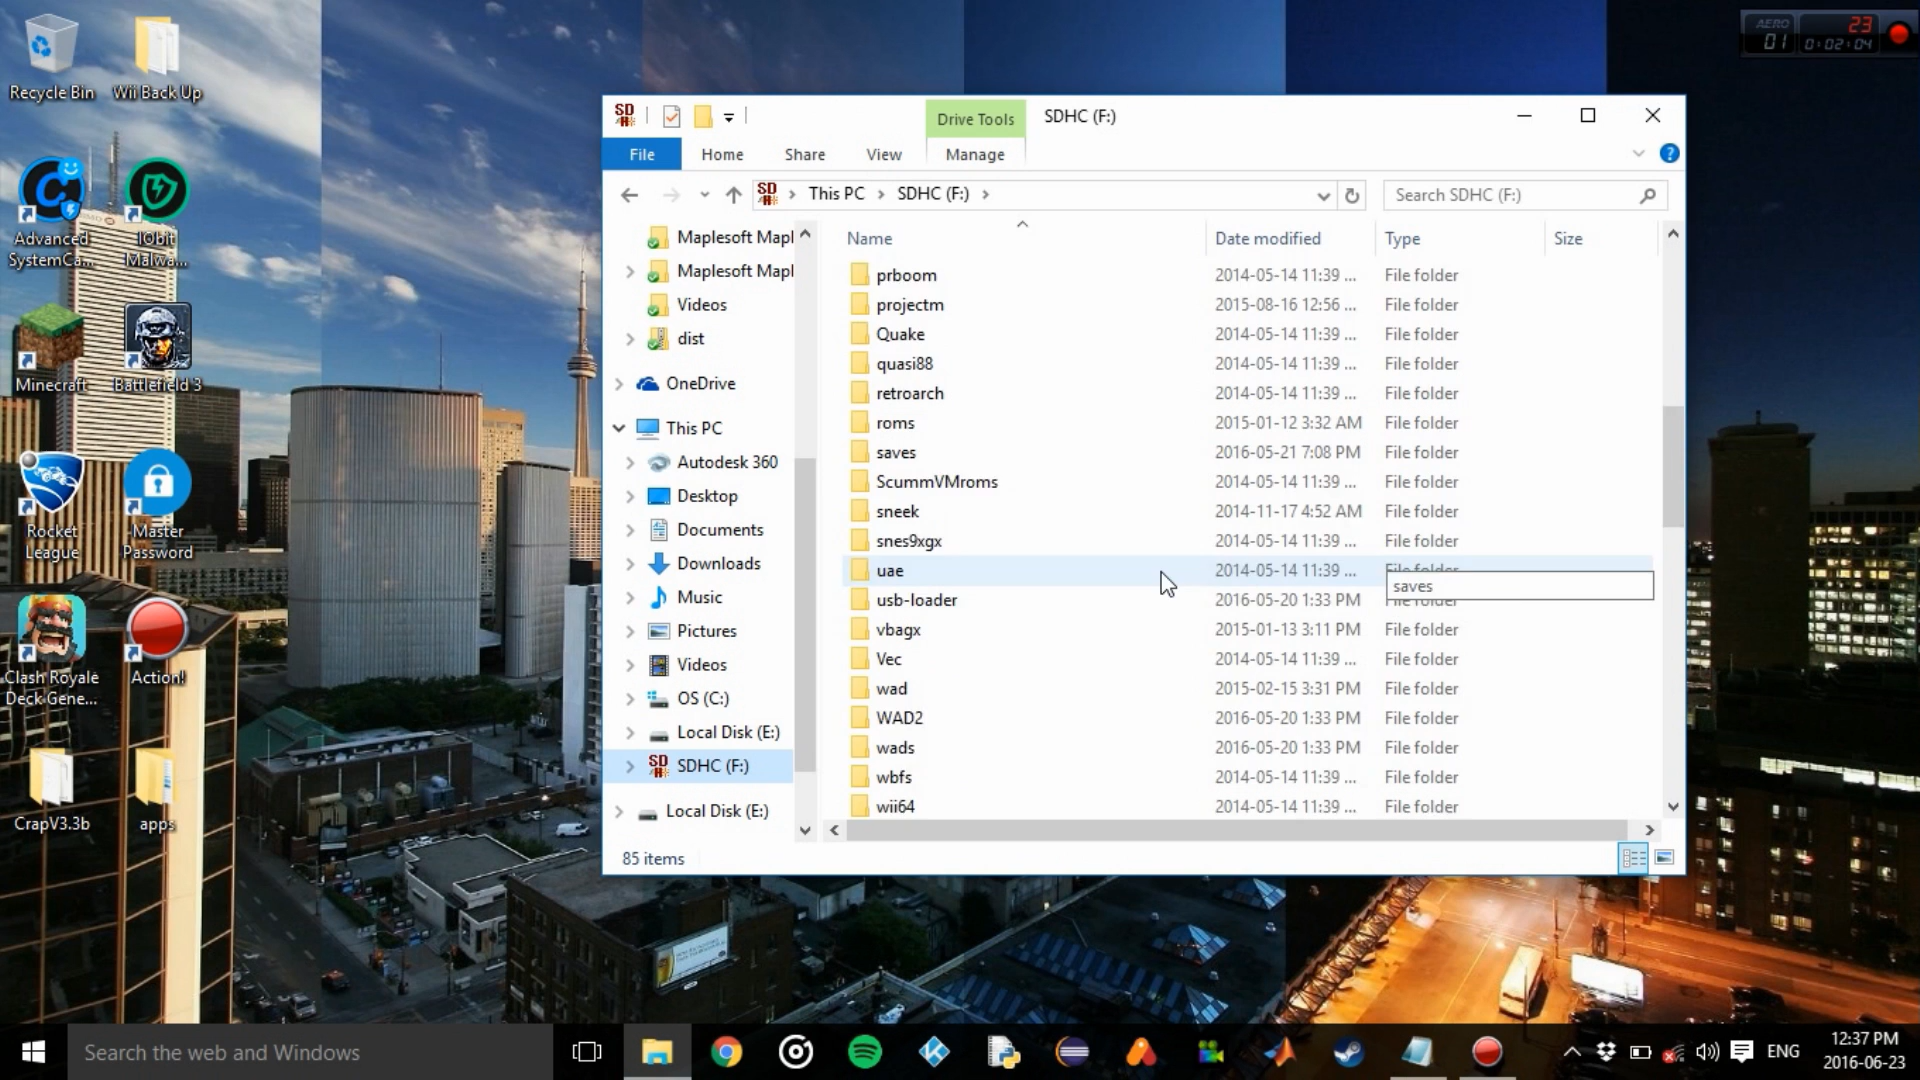 Recycle Bin
Wii Back Up
Advanced
SystemCa...
IObit
Malwa...
Minecraft
Battlefield 3
Rocket
League
Master
Password
Clash Royale
Deck Gene...
Action!
CrapV3.3b
apps
AERO
01
23
0:02:04
Drive Tools
SDHC (F:)
File
Home
Share
View
Manage
This PC
SDHC (F:)
Search SDHC (F:)
Maplesoft Mapl
Maplesoft Mapl
Videos
dist
OneDrive
This PC
Autodesk 360
Desktop
Documents
Downloads
Music
Pictures
Videos
OS (C:)
Local Disk (E:)
SDHC (F:)
Local Disk (E:)
Name Date modified Type Size
prboom 2014-05-14 11:39 ... File folder
projectm 2015-08-16 12:56 ... File folder
Quake 2014-05-14 11:39 ... File folder
quasi88 2014-05-14 11:39 ... File folder
retroarch 2014-05-14 11:39 ... File folder
roms 2015-01-12 3:32 AM File folder
saves 2016-05-21 7:08 PM File folder
ScummVMroms 2014-05-14 11:39 ... File folder
sneek 2014-11-17 4:52 AM File folder
snes9xgx 2014-05-14 11:39 ... File folder
uae 2014-05-14 11:39 ... File folder
saves
usb-loader 2016-05-20 1:33 PM File folder
vbagx 2015-01-13 3:11 PM File folder
Vec 2014-05-14 11:39 ... File folder
wad 2015-02-15 3:31 PM File folder
WAD2 2016-05-20 1:33 PM File folder
wads 2016-05-20 1:33 PM File folder
wbfs 2014-05-14 11:39 ... File folder
wii64 2014-05-14 11:39 ... File folder
85 items
Search the web and Windows
ENG
12:37 PM
2016-06-23